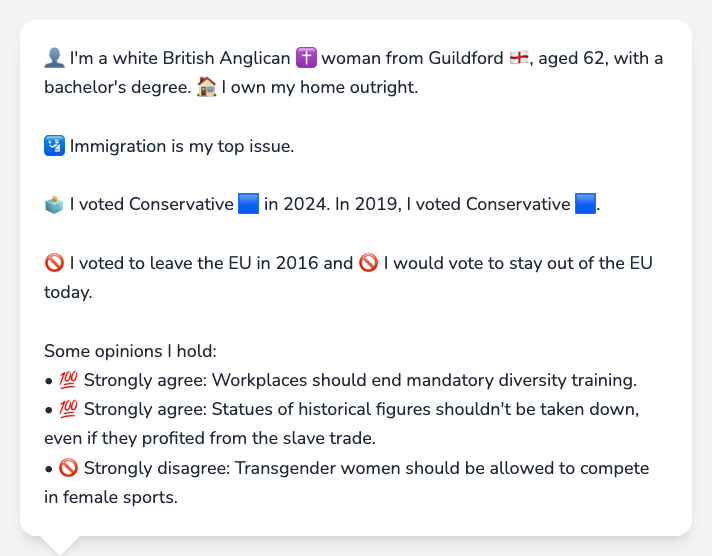 👤 I'm a white British Anglican ✝️ woman from Guildford 🏴󠁧󠁢󠁥󠁮󠁧󠁿, aged 62, with a
bachelor's degree. 🏠 I own my home outright.
🛂 Immigration is my top issue.
🗳️ I voted Conservative 🟦 in 2024. In 2019, I voted Conservative 🟦.
🚫 I voted to leave the EU in 2016 and 🚫 I would vote to stay out of the EU
today.
Some opinions I hold:
• 💯 Strongly agree: Workplaces should end mandatory diversity training.
• 💯 Strongly agree: Statues of historical figures shouldn't be taken down,
even if they profited from the slave trade.
• 🚫 Strongly disagree: Transgender women should be allowed to compete
in female sports.